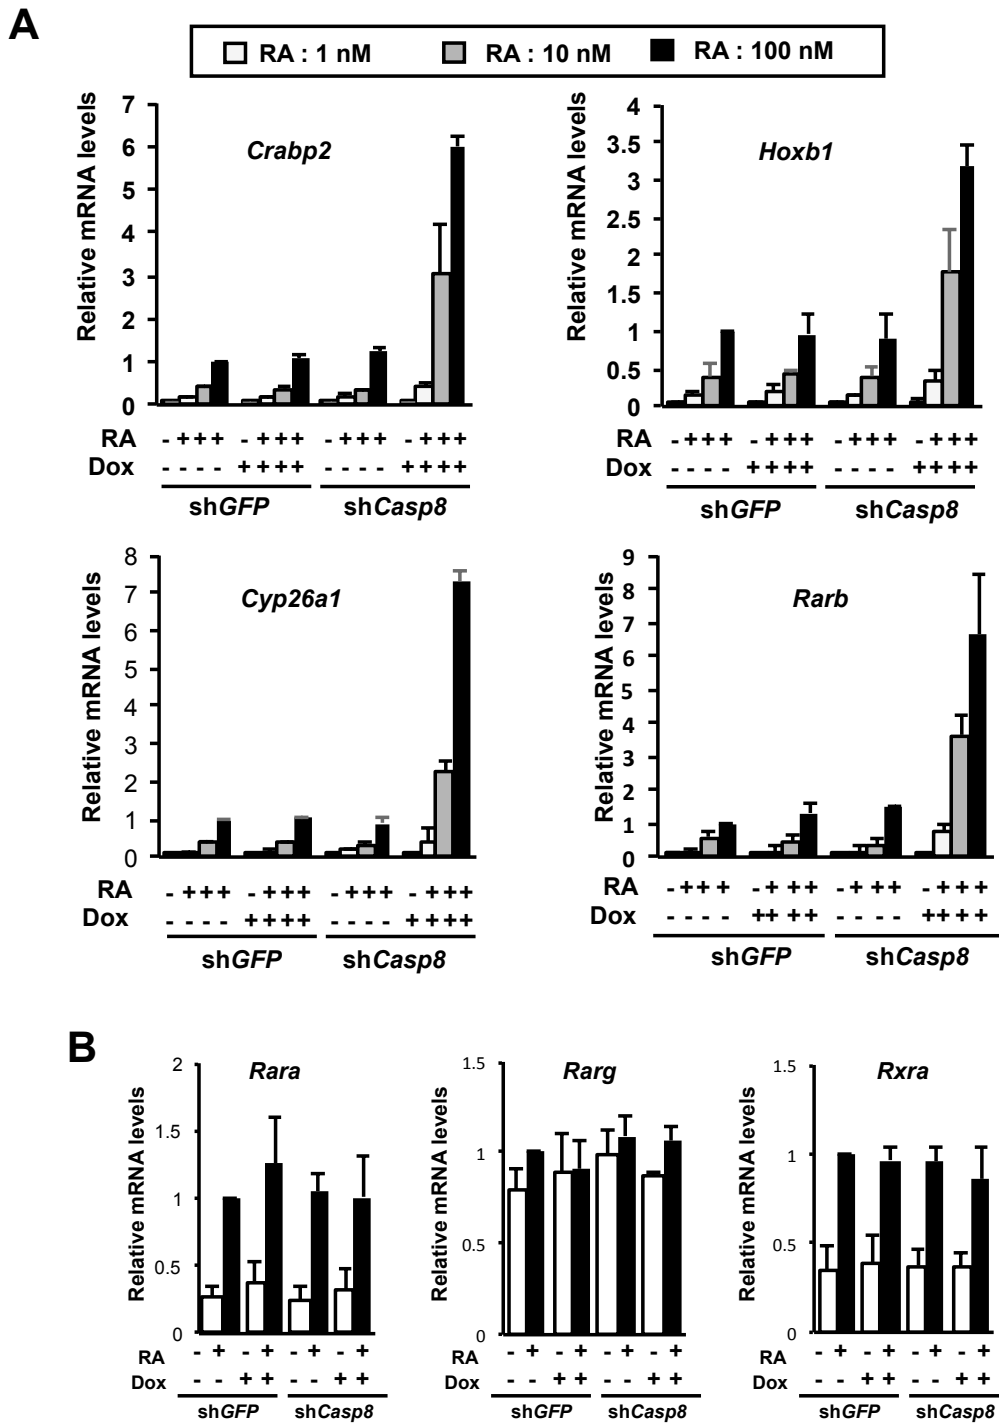 A
RA : 1 nM RA : 10 nM RA : 100 nM
Relative mRNA levels
Crabp2
7
6
5
4
3
2
1
0
RA - + + + - + + + - + + + - + + +
Dox - - - - + + + + - - - - + + + +
shGFP shCasp8
Relative mRNA levels
Hoxb1
4
3.5
3
2.5
2
1.5
1
0.5
0
RA - + + + - + + + - + + + - + + +
Dox - - - - + + + + - - - - + + + +
shGFP shCasp8
Relative mRNA levels
Cyp26a1
8
7
6
5
4
3
2
1
0
RA - + + + - + + + - + + + - + + +
Dox - - - - + + + + - - - - + + + +
shGFP shCasp8
Relative mRNA levels
Rarb
9
8
7
6
5
4
3
2
1
0
RA - + + + - + + + - + + + - + + +
Dox - - - - + + + + - - - - + + + +
shGFP shCasp8
B
Relative mRNA levels
Rara
2
1.5
1
0.5
0
RA - + - + - + - +
Dox - - + + - - + +
shGFP shCasp8
Relative mRNA levels
Rarg
1.5
1
0.5
0
RA - + - + - + - +
Dox - - + + - - + +
shGFP shCasp8
Relative mRNA levels
Rxra
1.5
1
0.5
0
RA - + - + - + - +
Dox - - + + - - + +
shGFP shCasp8